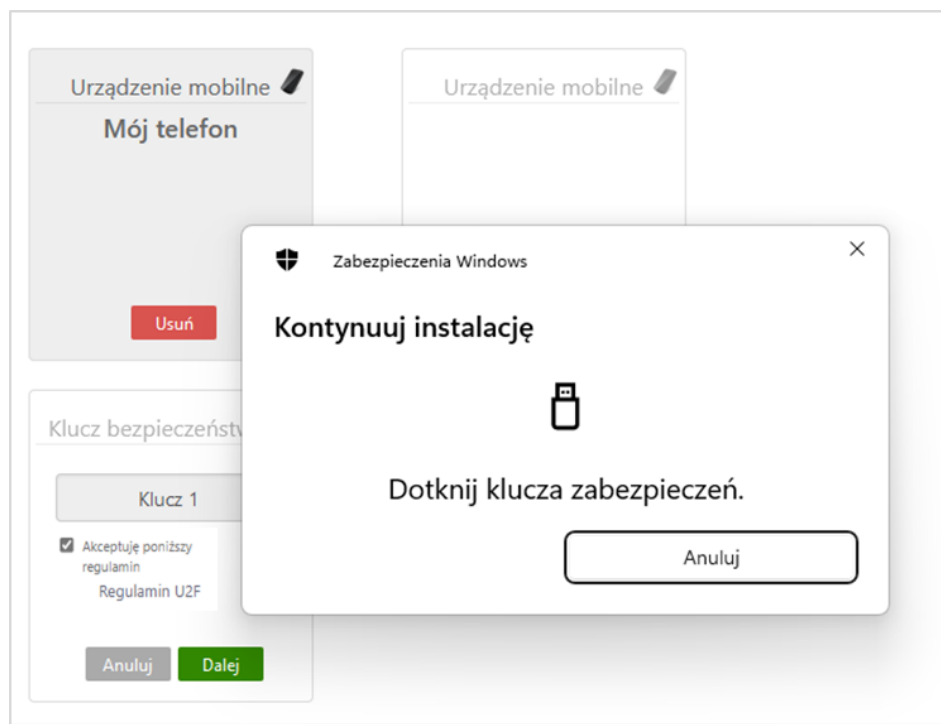 Urządzenie mobilne
Mój telefon
Usuń
Urządzenie mobilne
Zabezpieczenia Windows
Kontynuuj instalację
Dotknij klucza zabezpieczeń.
Anuluj
Klucz
Klucz 1
Akceptuję poniższy
regulamin
Regulamin U2F
Anuluj
Dalej